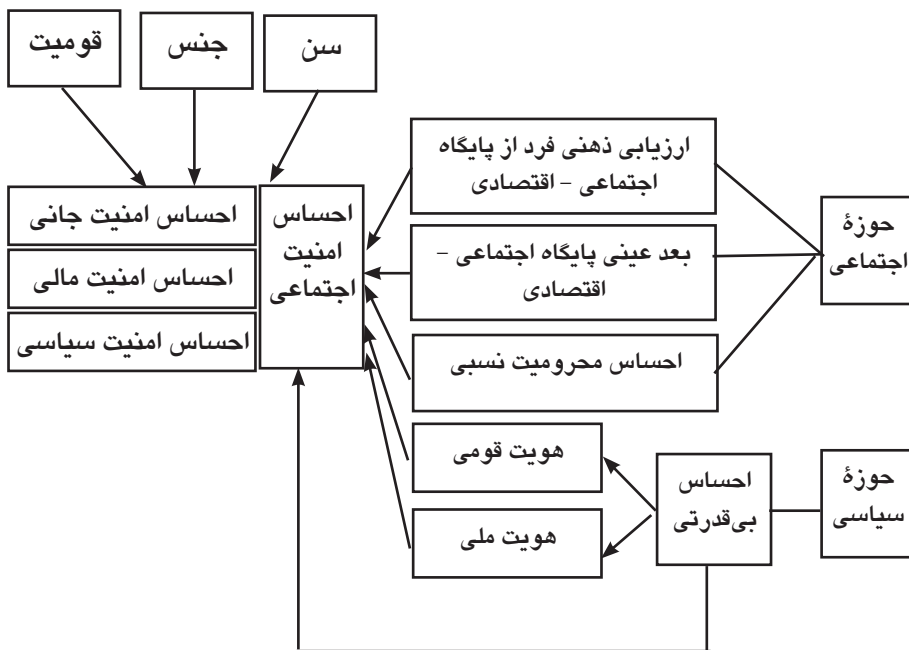 سن
جنس
قومیت
ارزیابی ذهنی فرد از پایگاه
اجتماعی – اقتصادی
حوزهٔ
اجتماعی
احساس
امنیت
اجتماعی
احساس امنیت جانی
بعد عینی پایگاه اجتماعی –
اقتصادی
احساس امنیت مالی
احساس امنیت سیاسی
احساس محرومیت نسبی
هویت قومی
حوزهٔ
سیاسی
احساس
بی‌قدرتی
هویت ملی